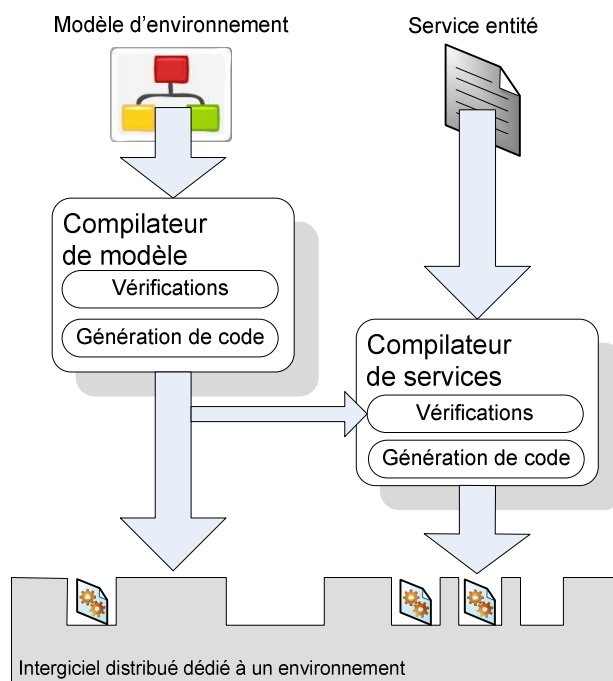 Modèle d'environnement
Service entité
Compilateur
de modèle
Vérifications
Génération de code
Compilateur
de services
Vérifications
Génération de code
Intergiciel distribué dédié à un environnement